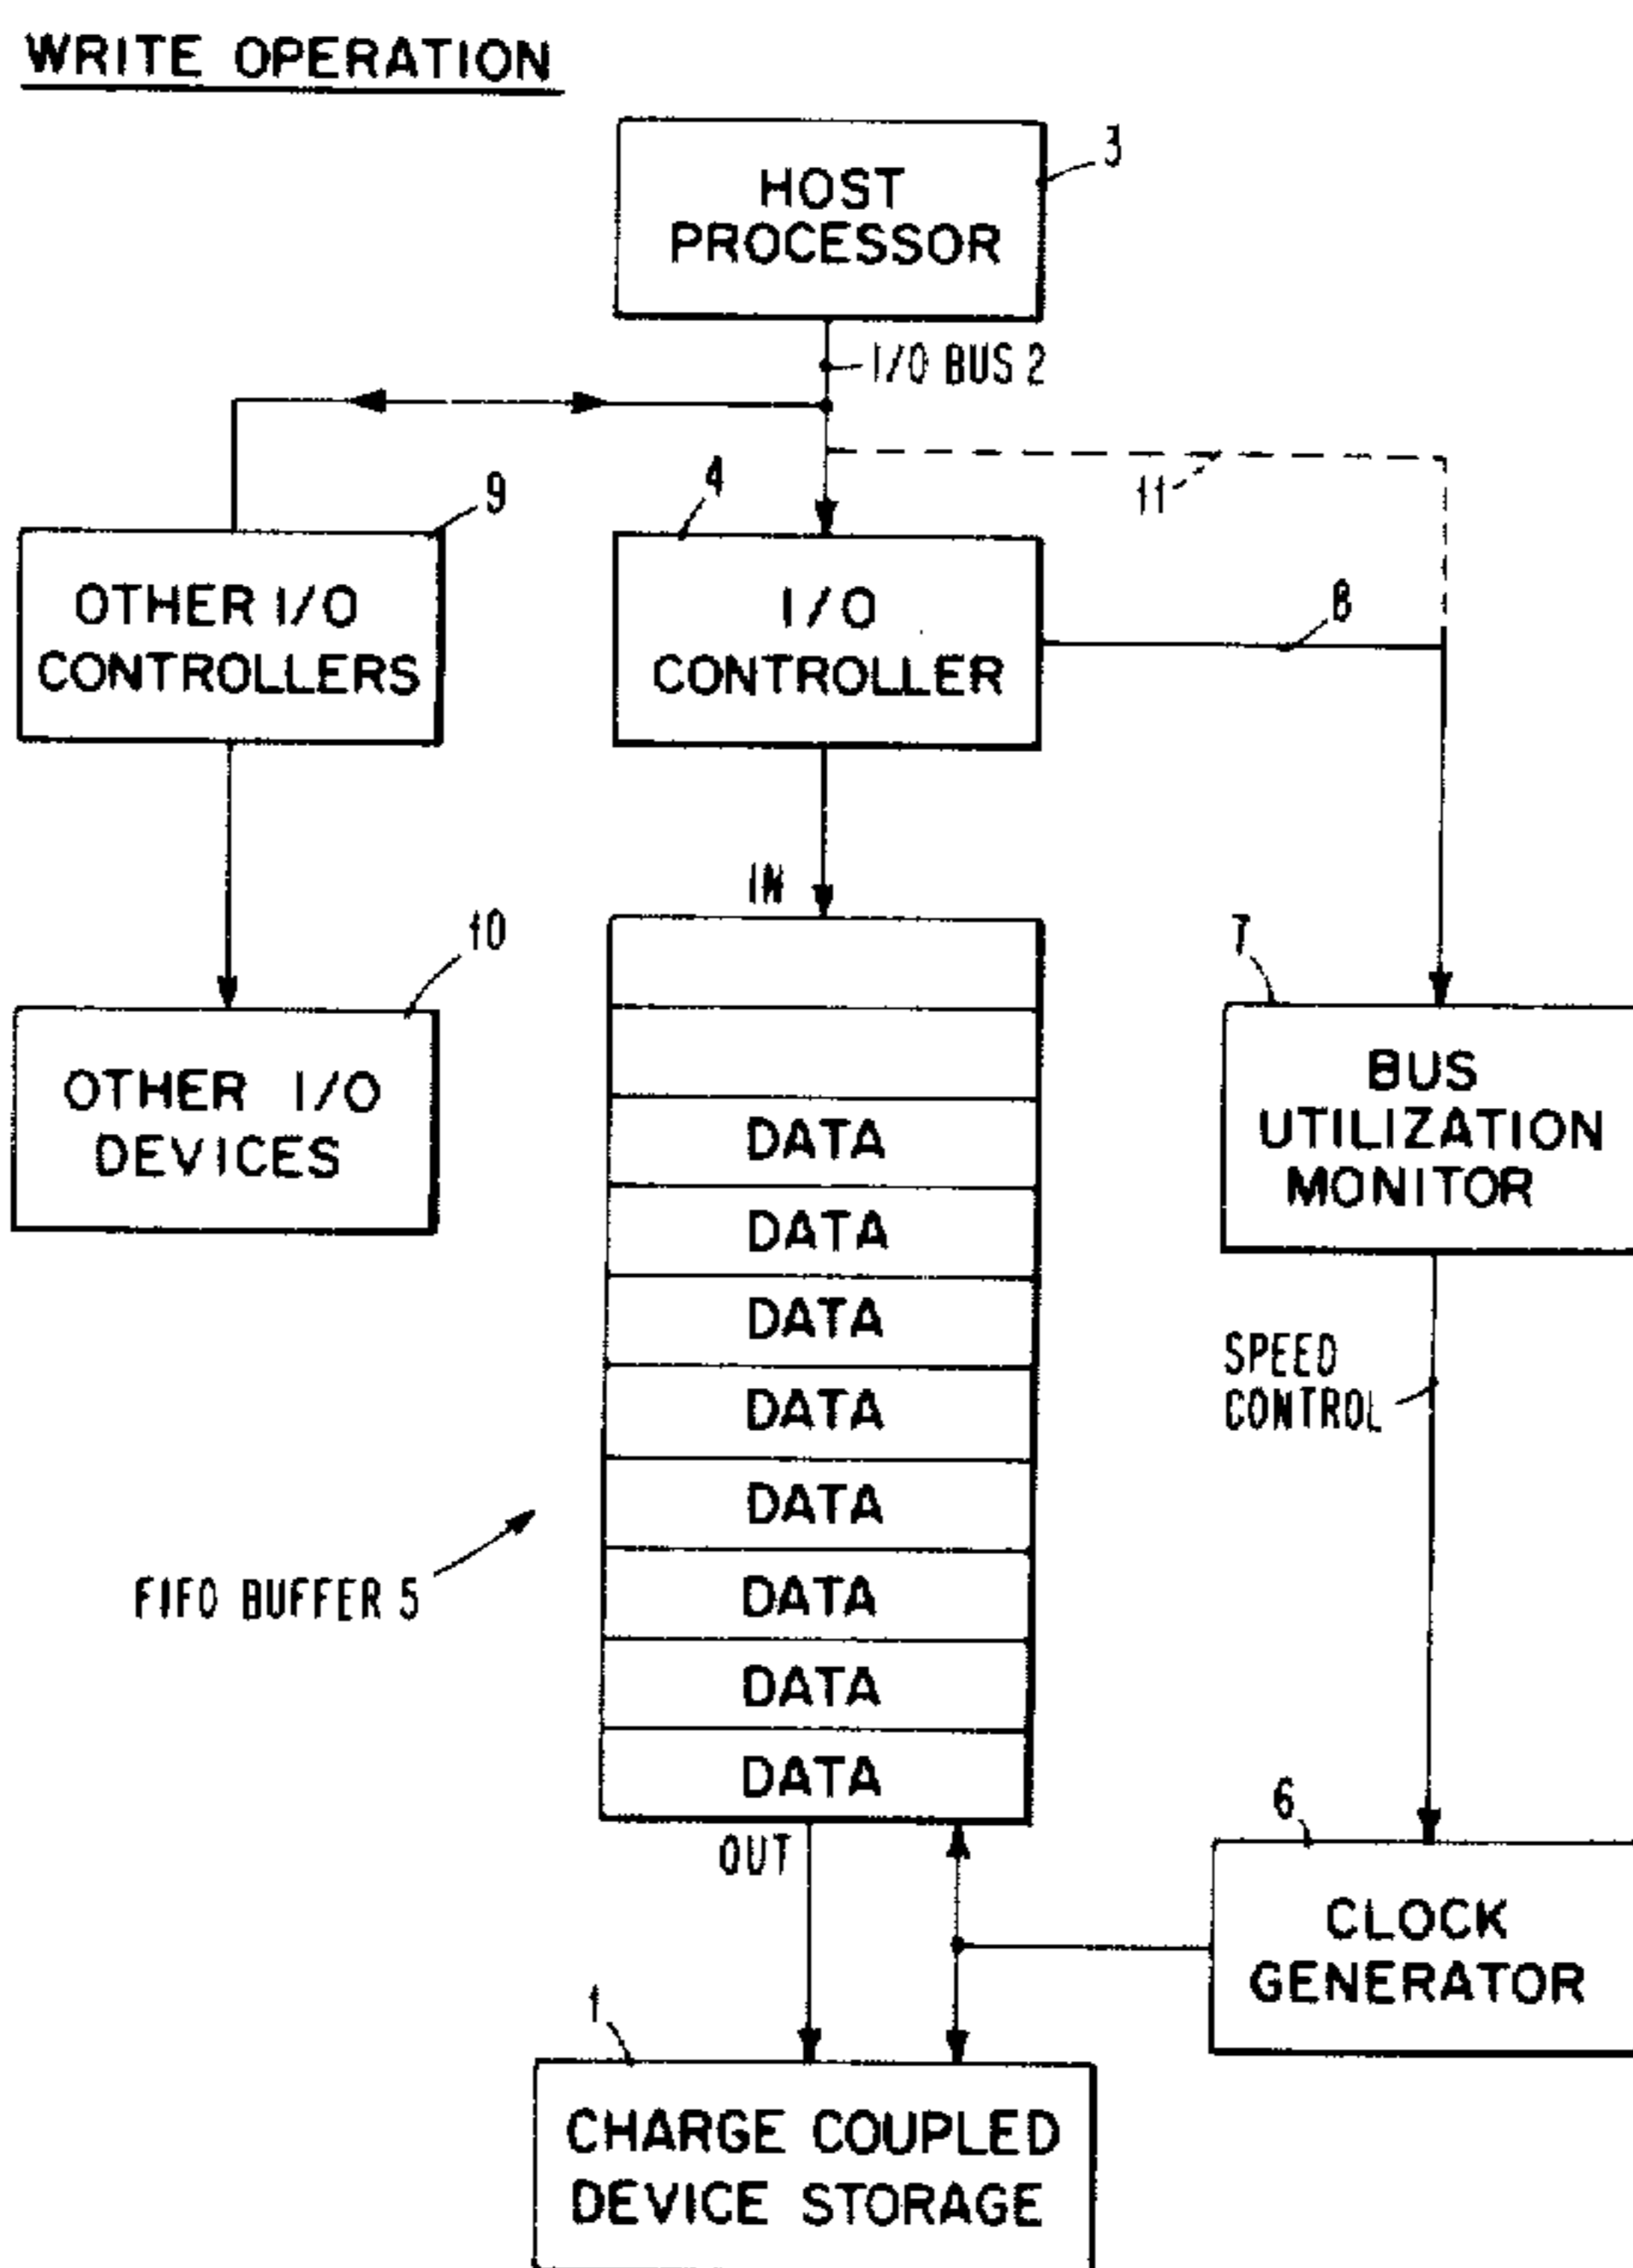 WRITE OPERATION
HOST
PROCESSOR
3
I/O BUS 2
11
9
4
8
OTHER I/O
CONTROLLERS
I/O
CONTROLLER
IN
10
7
OTHER I/O
DEVICES
BUS
UTILIZATION
MONITOR
DATA
DATA
DATA
DATA
DATA
DATA
DATA
DATA
SPEED
CONTROL
FIFO BUFFER 5
OUT
6
CLOCK
GENERATOR
1
CHARGE COUPLED
DEVICE STORAGE